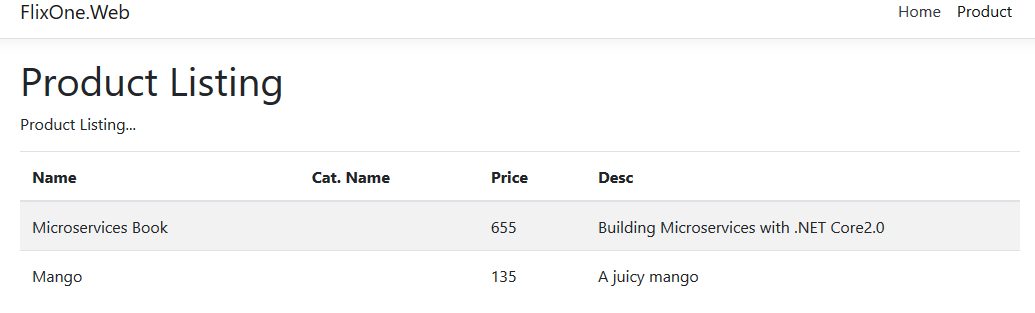 FlixOne.Web Home Product
Product Listing
Product Listing...
Name Cat. Name Price Desc
Microservices Book 655 Building Microservices with .NET Core2.0
Mango 135 A juicy mango